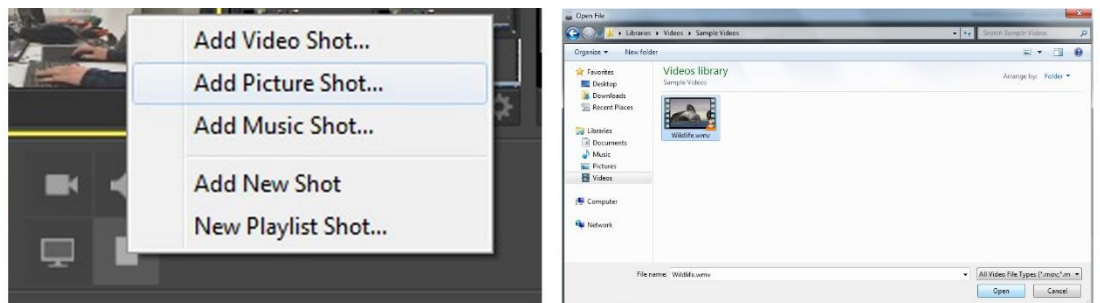 Add Video Shot...
Add Picture Shot...
Add Music Shot...
Add New Shot
New Playlist Shot...
Open File
Libraries ▸ Videos ▸ Sample Videos
Search Sample Videos
Organize
New folder
Favorites
Desktop
Downloads
Recent Places
Libraries
Documents
Music
Pictures
Videos
Computer
Network
Videos library
Sample Videos
Arrange by: Folder
Wildlife.wmv
File name: Wildlife.wmv
All Video File Types (*.mov;*.m
Open
Cancel